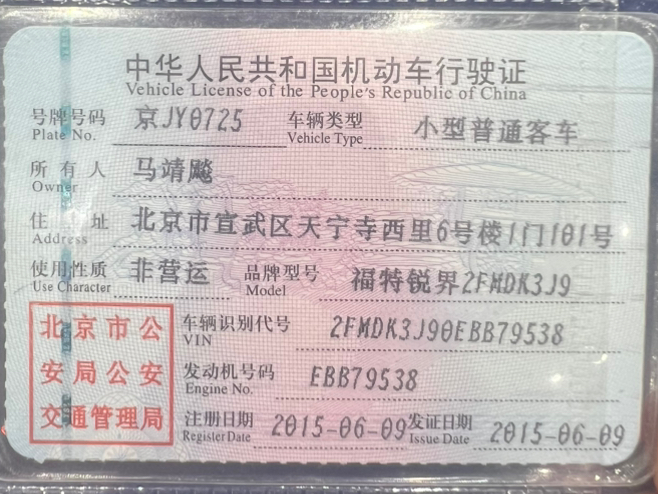 中华人民共和国机动车行驶证
Vehicle License of the People's Republic of China
号牌号码 京JY0725 车辆类型 小型普通客车
Plate No. Vehicle Type
所有人 马靖飚
Owner
住址 北京市宣武区天宁寺西里6号楼1门101号
Address
使用性质 非营运 品牌型号 福特锐界2FMDK3J9
Use Character Model
北京市公
安局公安
交通管理局
车辆识别代号 2FMDK3J90EBB79538
VIN
发动机号码 EBB79538
Engine No.
注册日期 2015-06-09 发证日期 2015-06-09
Register Date Issue Date